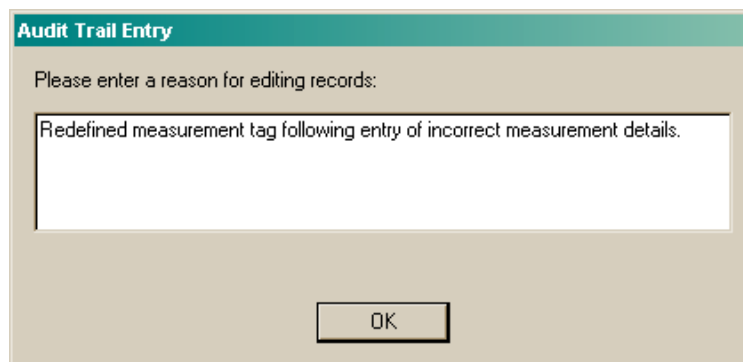 Audit Trail Entry
Please enter a reason for editing records:
Redefined measurement tag following entry of incorrect measurement details.
OK